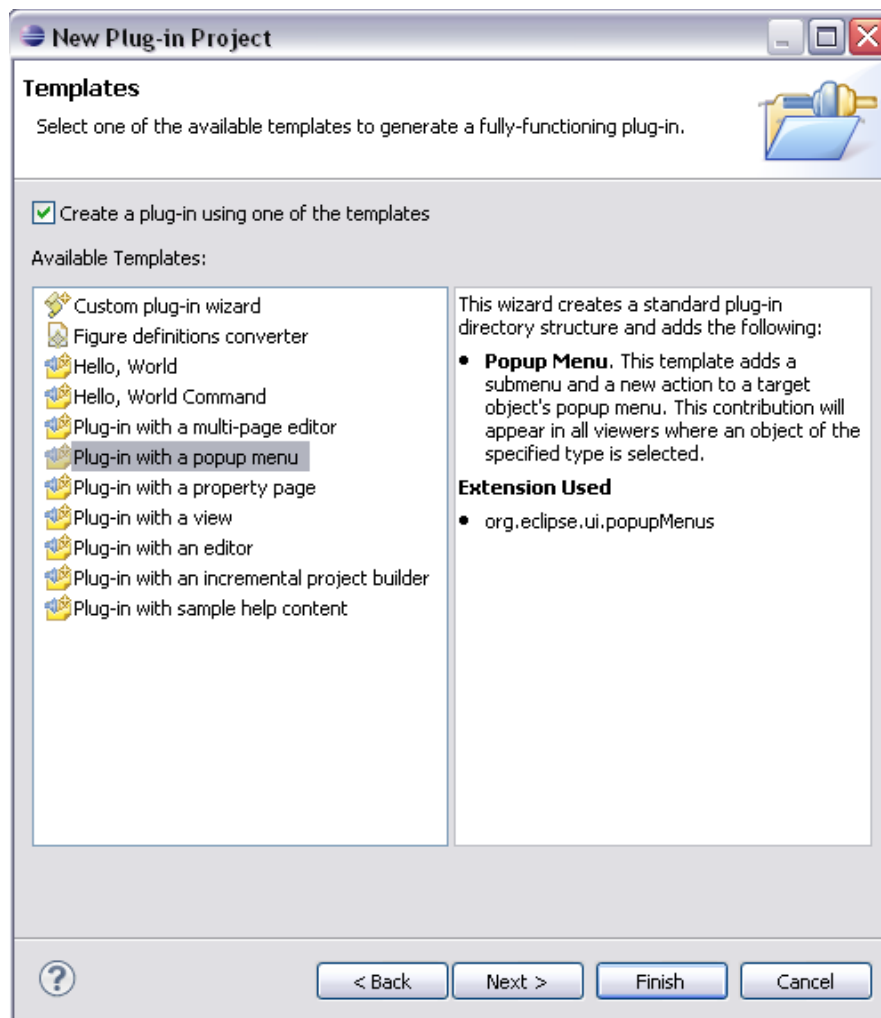 New Plug-in Project
Templates
Select one of the available templates to generate a fully-functioning plug-in.
Create a plug-in using one of the templates
Available Templates:
Custom plug-in wizard
Figure definitions converter
Hello, World
Hello, World Command
Plug-in with a multi-page editor
Plug-in with a popup menu
Plug-in with a property page
Plug-in with a view
Plug-in with an editor
Plug-in with an incremental project builder
Plug-in with sample help content
This wizard creates a standard plug-in
directory structure and adds the following:
• Popup Menu. This template adds a
submenu and a new action to a target
object's popup menu. This contribution will
appear in all viewers where an object of the
specified type is selected.
Extension Used
• org.eclipse.ui.popupMenus
?
< Back
Next >
Finish
Cancel